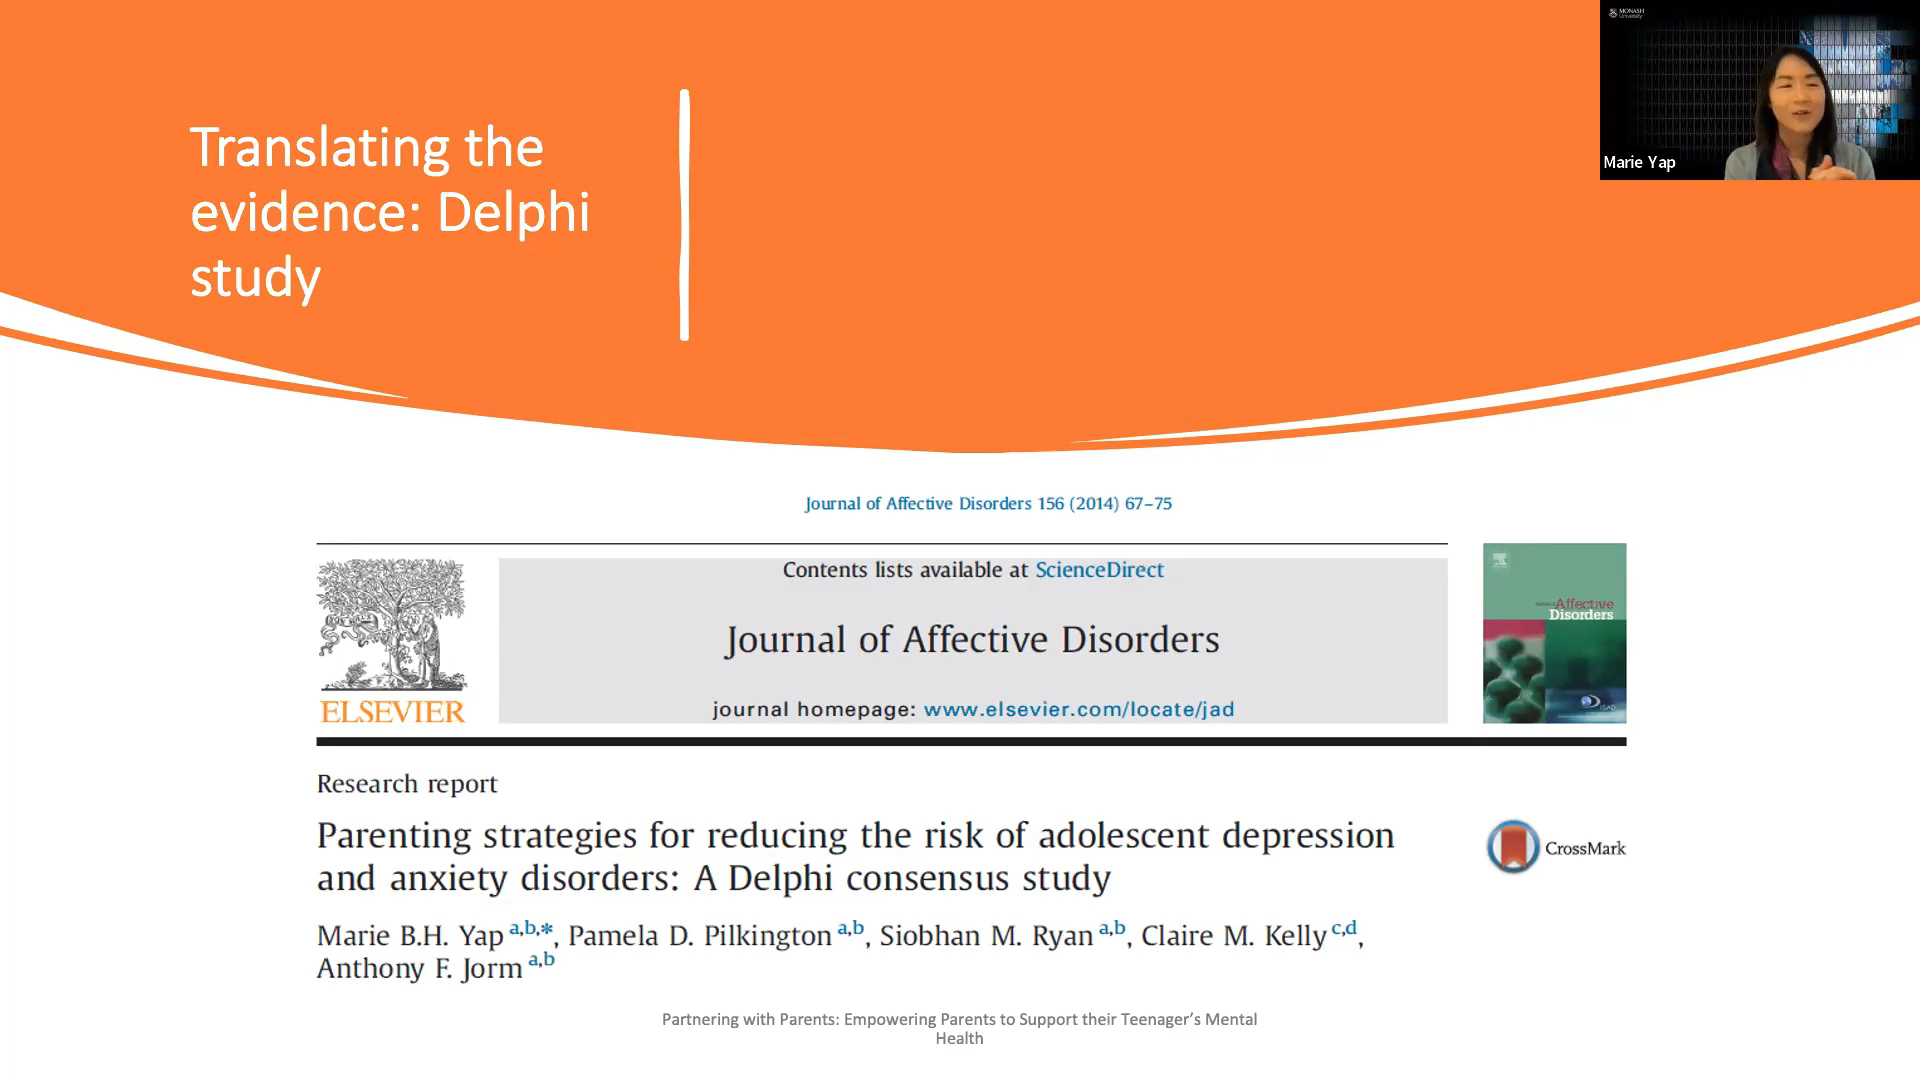 MONASH
University
Marie Yap
Translating the
evidence: Delphi
study
Journal of Affective Disorders 156 (2014) 67–75
Contents lists available at ScienceDirect
Journal of Affective Disorders
journal homepage: www.elsevier.com/locate/jad
ELSEVIER
Affective
Disorders
Research report
Parenting strategies for reducing the risk of adolescent depression
and anxiety disorders: A Delphi consensus study
CrossMark
Marie B.H. Yap a,b,*, Pamela D. Pilkington a,b, Siobhan M. Ryan a,b, Claire M. Kelly c,d,
Anthony F. Jorm a,b
Partnering with Parents: Empowering Parents to Support their Teenager’s Mental
Health